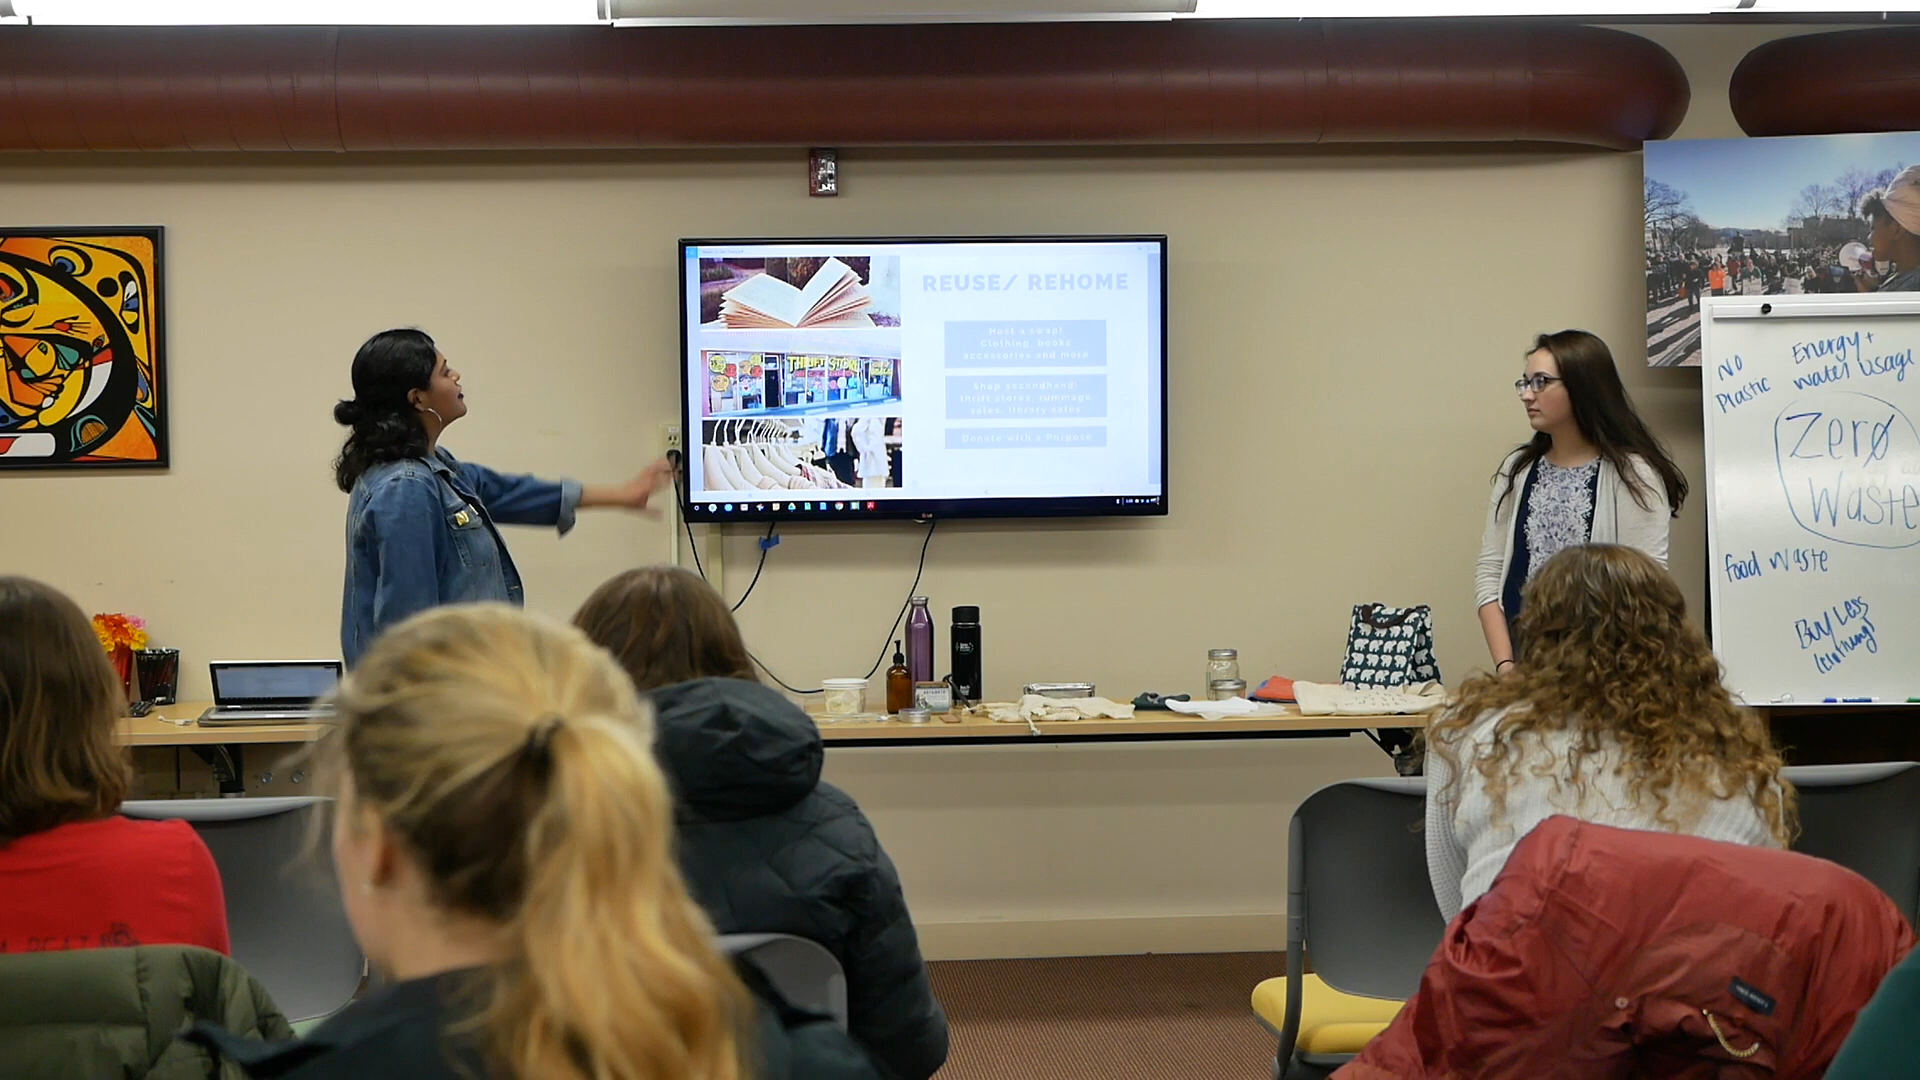 REUSE/ REHOME
Host a swap!
Clothing, books
accessories and more
Shop secondhand:
thrift stores, rummage
sales, library sales
Donate with a Purpose
THRIFT STORE
NO
Plastic
Energy +
water usage
Zero
Waste
food waste
Buy Less
(clothing)